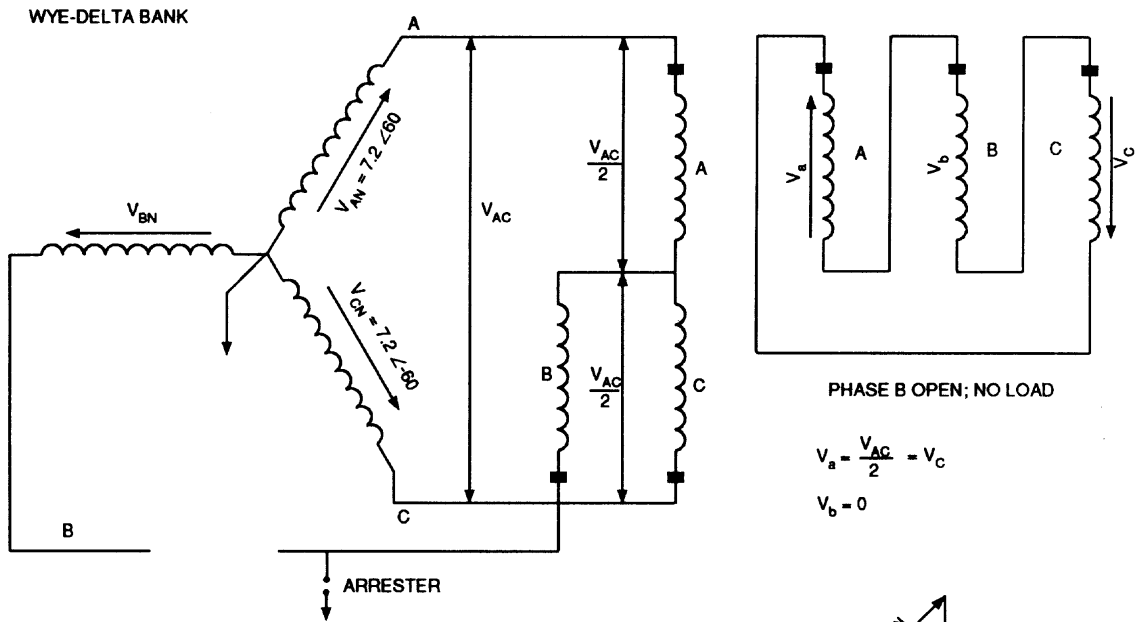 WYE-DELTA BANK
A
V_AN = 7.2 ∠60
V_BN
V_CN = 7.2 ∠-60
V_AC
V_AC/2
A
B
V_AC/2
C
C
B
ARRESTER
V_a
A
V_b
B
C
V_C
PHASE B OPEN; NO LOAD
V_a = V_AC/2 = V_C
V_b = 0